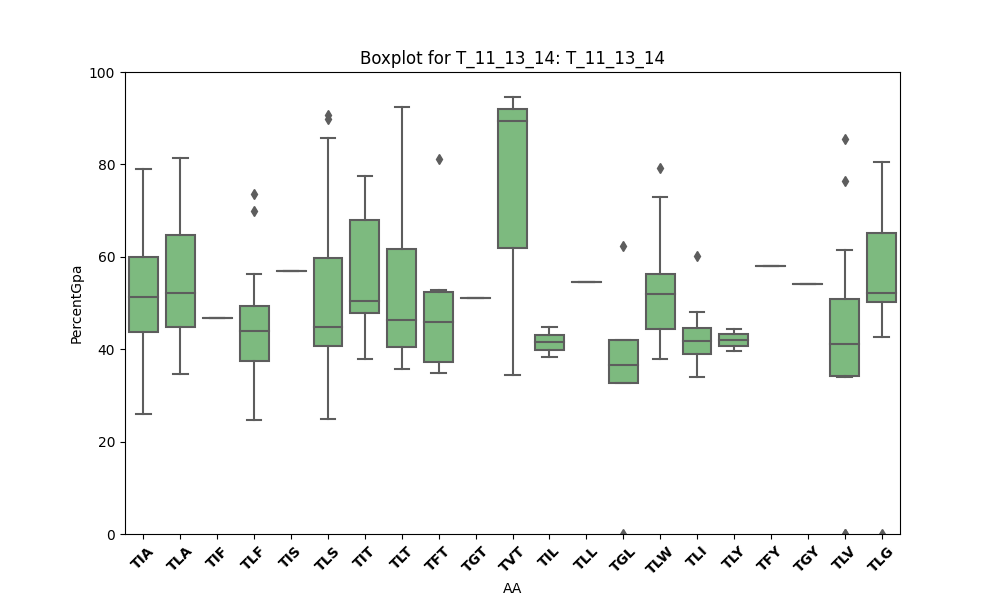 Boxplot for T_11_13_14: T_11_13_14
100
80
60
40
20
0
PercentGpa
TIA TLA TIF TLF TIS TLS TIT TLT TFT TGT TVT TIL TLL TGL TLW TLI TLY TFY TGY TLV TLG
AA